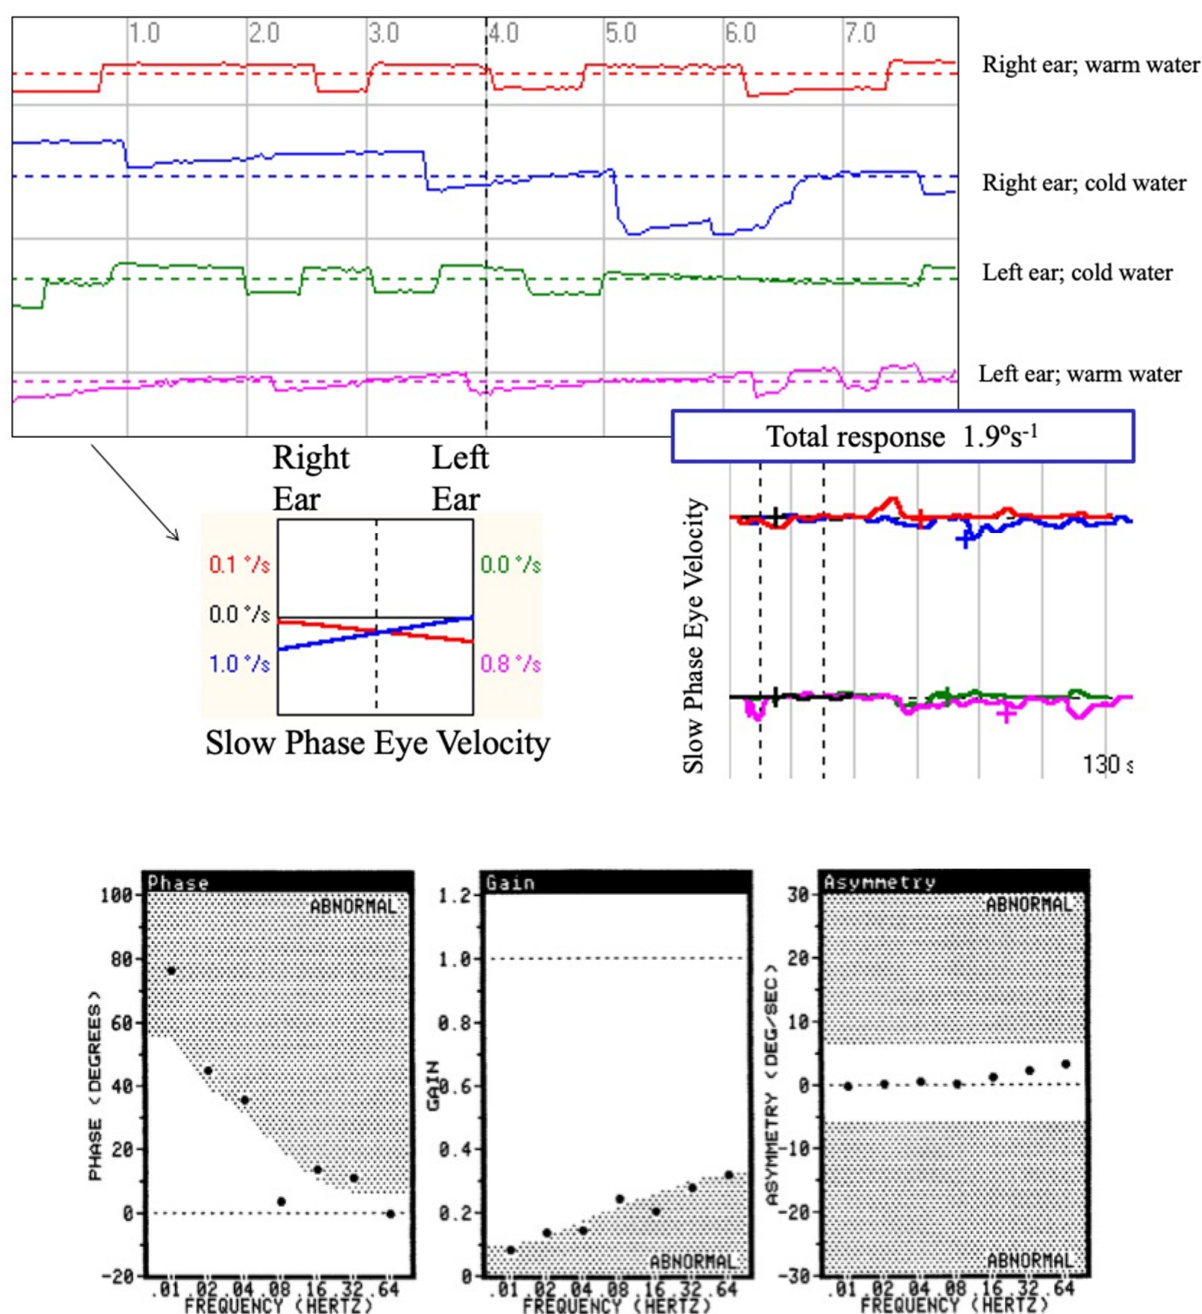 1.0 2.0 3.0 4.0 5.0 6.0 7.0
Right ear; warm water
Right ear; cold water
Left ear; cold water
Left ear; warm water
Total response 1.9ºs-1
Right
Ear
Left
Ear
0.1 °/s
0.0 °/s
0.0 °/s
1.0 °/s
0.8 °/s
Slow Phase Eye Velocity
Slow Phase Eye Velocity
130 s
Phase
ABNORMAL
100
80
60
40
20
0
-20
PHASE (DEGREES)
.01 .02 .04 .08 .16 .32 .64
FREQUENCY (HERTZ)
Gain
1.2
1.0
0.8
0.6
0.4
0.2
0
GAIN
ABNORMAL
.01 .02 .04 .08 .16 .32 .64
FREQUENCY (HERTZ)
Asymmetry
ABNORMAL
30
20
10
0
-10
-20
-30
ASYMMETRY (DEG/SEC)
ABNORMAL
.01 .02 .04 .08 .16 .32 .64
FREQUENCY (HERTZ)